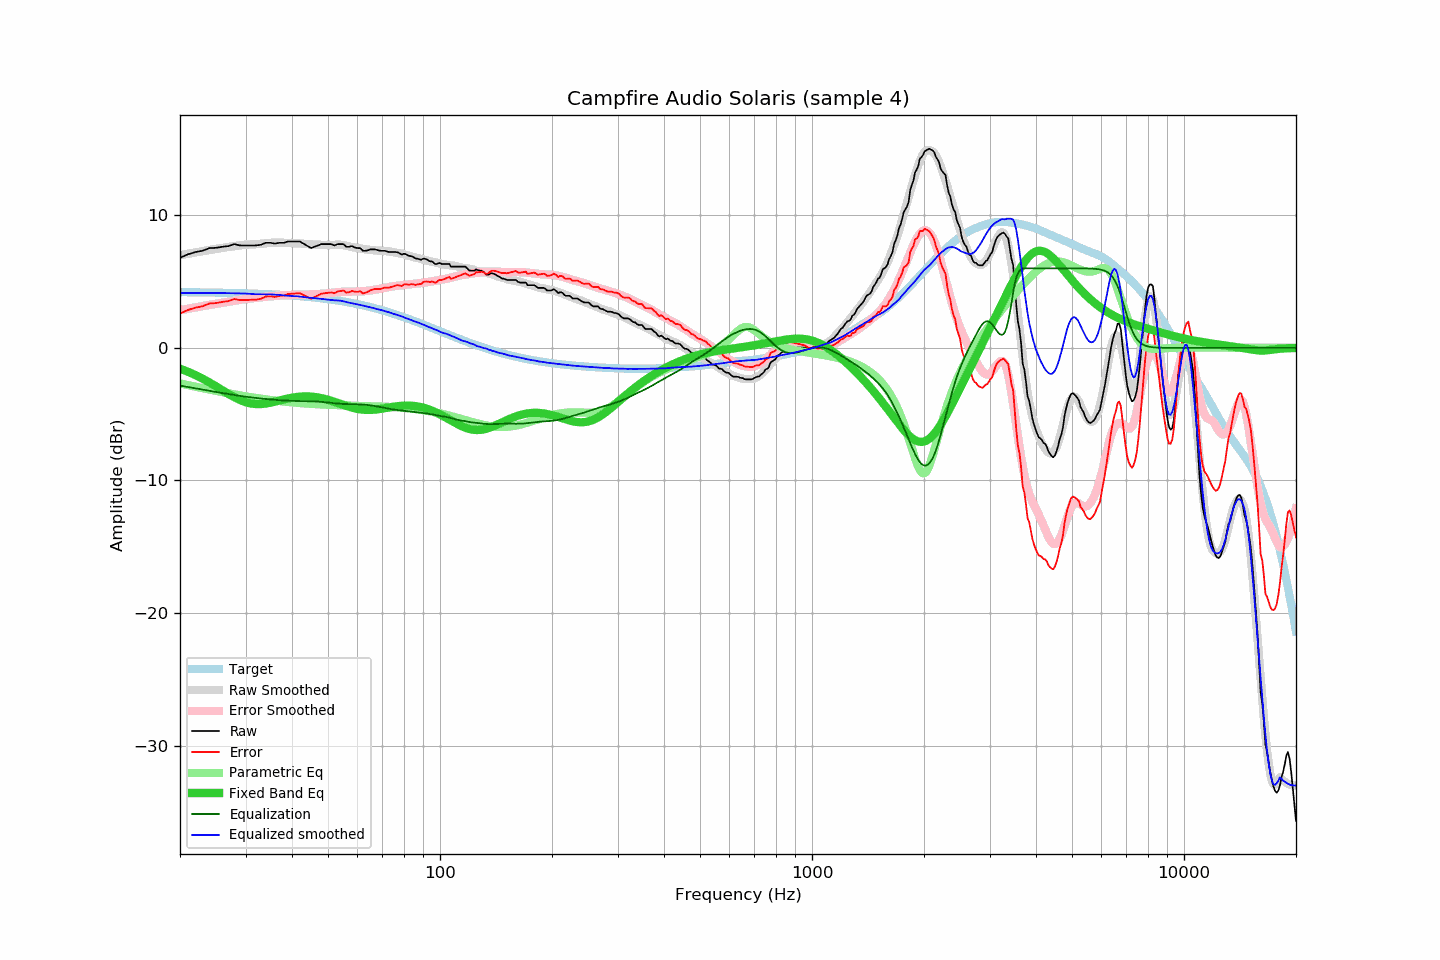 Campfire Audio Solaris (sample 4)
10
0
−10
−20
−30
Amplitude (dBr)
Target
Raw Smoothed
Error Smoothed
Raw
Error
Parametric Eq
Fixed Band Eq
Equalization
Equalized smoothed
100
1000
10000
Frequency (Hz)